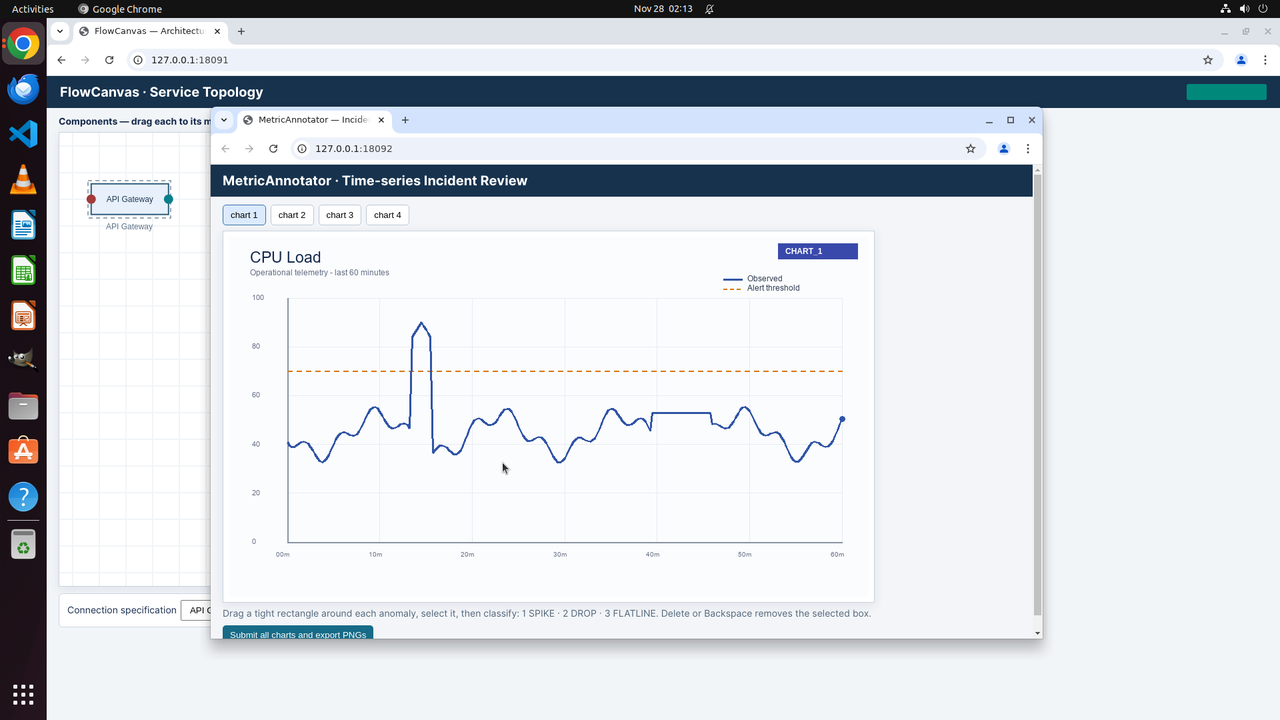 Activities
Google Chrome
Nov 28 02:13
FlowCanvas — Architectu
127.0.0.1:18091
FlowCanvas · Service Topology
Components — drag each to its m
API Gateway
API Gateway
Connection specification
API G
MetricAnnotator — Incide
127.0.0.1:18092
MetricAnnotator · Time-series Incident Review
chart 1
chart 2
chart 3
chart 4
CPU Load
Operational telemetry - last 60 minutes
CHART_1
Observed
Alert threshold
100
80
60
40
20
0
00m
10m
20m
30m
40m
50m
60m
Drag a tight rectangle around each anomaly, select it, then classify: 1 SPIKE · 2 DROP · 3 FLATLINE. Delete or Backspace removes the selected box.
Submit all charts and export PNGs